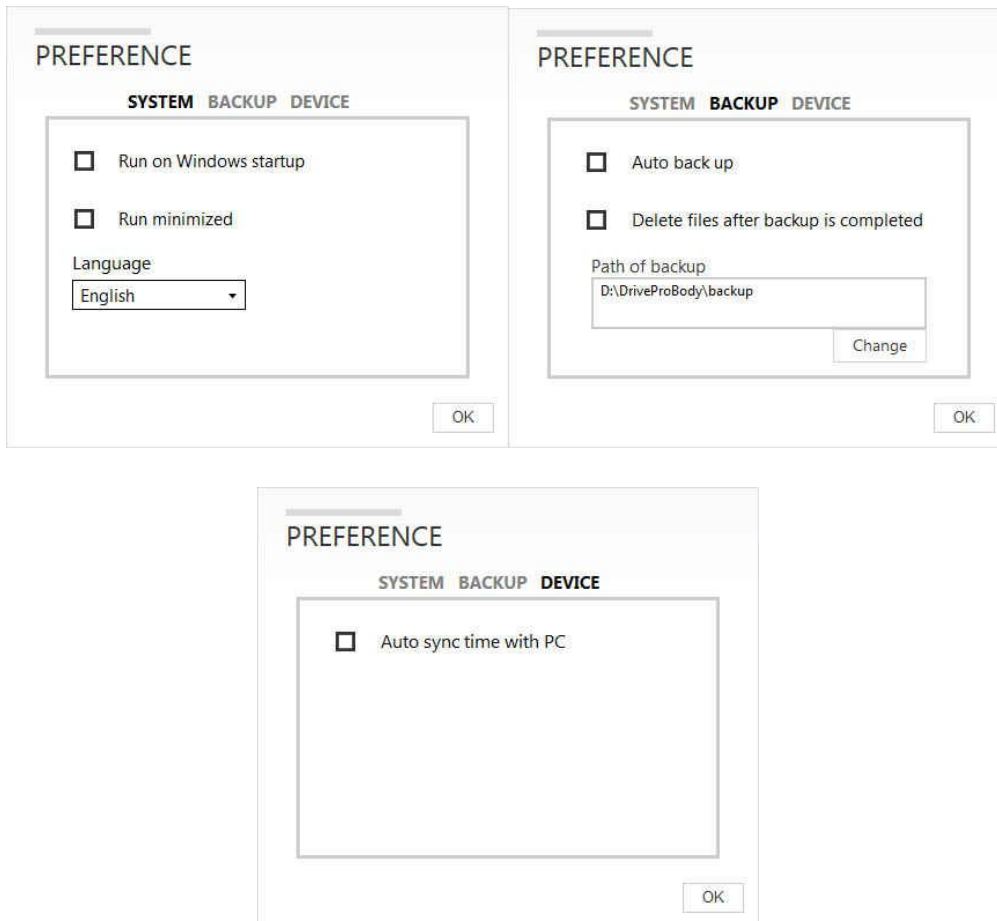 PREFERENCE
SYSTEM BACKUP DEVICE
Run on Windows startup
Run minimized
Language
English
OK
PREFERENCE
SYSTEM BACKUP DEVICE
Auto back up
Delete files after backup is completed
Path of backup
D:\DriveProBody\backup
Change
OK
PREFERENCE
SYSTEM BACKUP DEVICE
Auto sync time with PC
OK